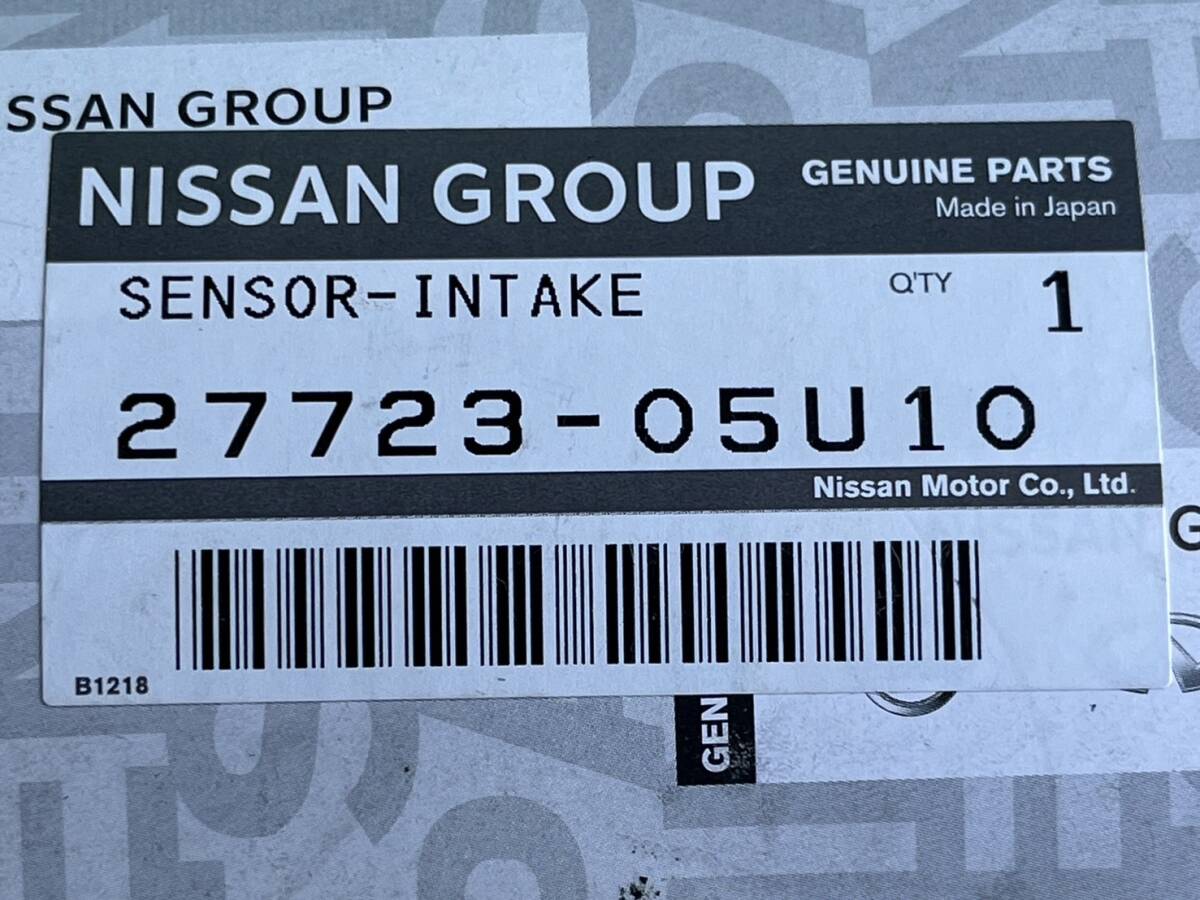 SSAN GROUP
NISSAN GROUP
GENUINE PARTS
Made in Japan
SENSOR-INTAKE
Q'TY 1
27723-05U10
Nissan Motor Co., Ltd.
B1218
G
GEN